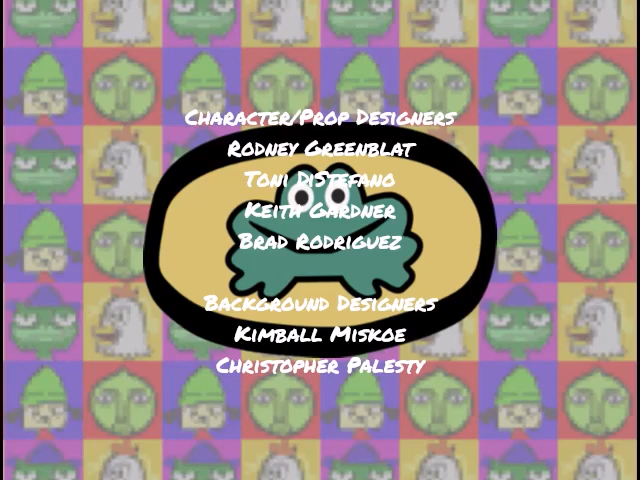 Character/Prop Designers
Rodney Greenblat
Toni DiStefano
Keith Gardner
Brad Rodriguez
Background Designers
Kimball Miskoe
Christopher Palesty